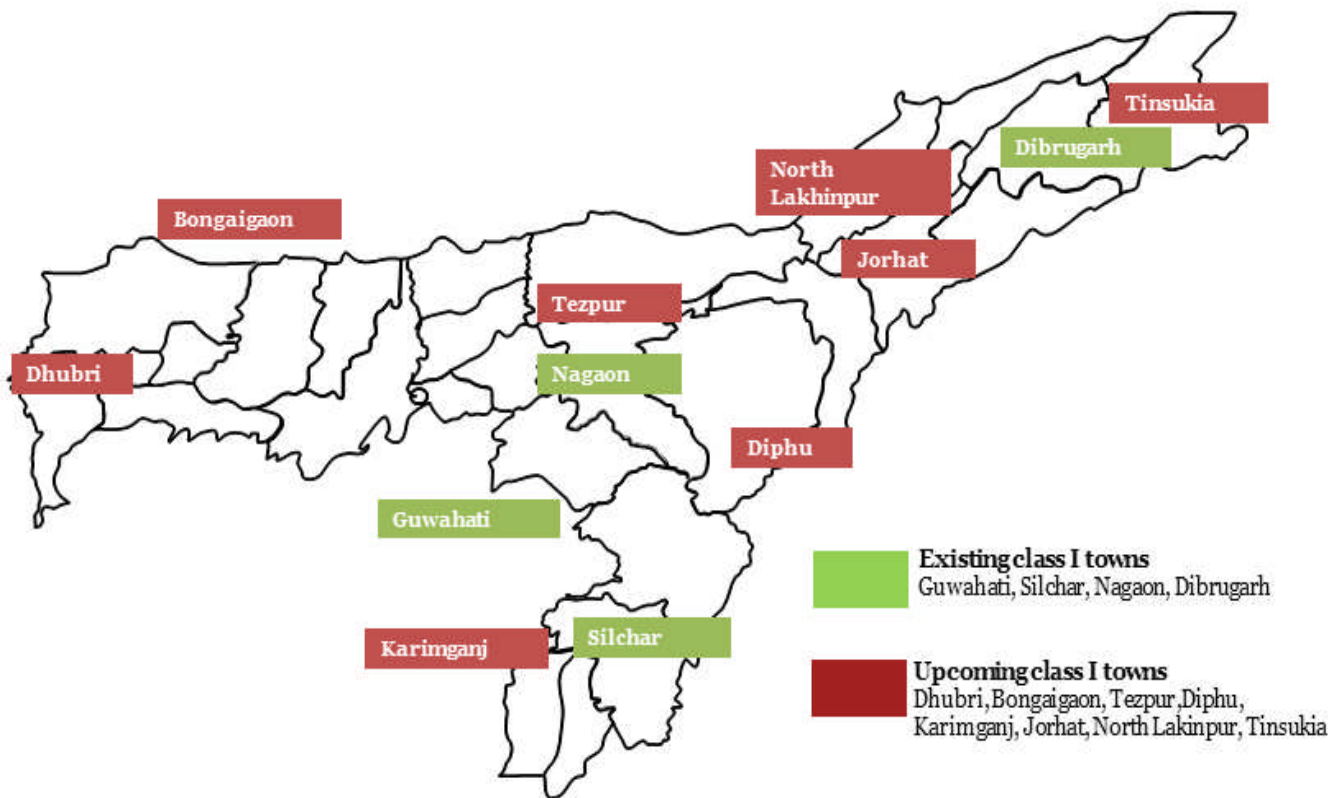 Tinsukia
Dibrugarh
North
Lakhinpur
Bongaigaon
Jorhat
Tezpur
Dhubri
Nagaon
Diphu
Guwahati
Existing class I towns
Guwahati, Silchar, Nagaon, Dibrugarh
Karimganj
Silchar
Upcoming class I towns
Dhubri, Bongaigaon, Tezpur ,Diphu,
Karimganj, Jorhat, North Lakinpur, Tinsukia